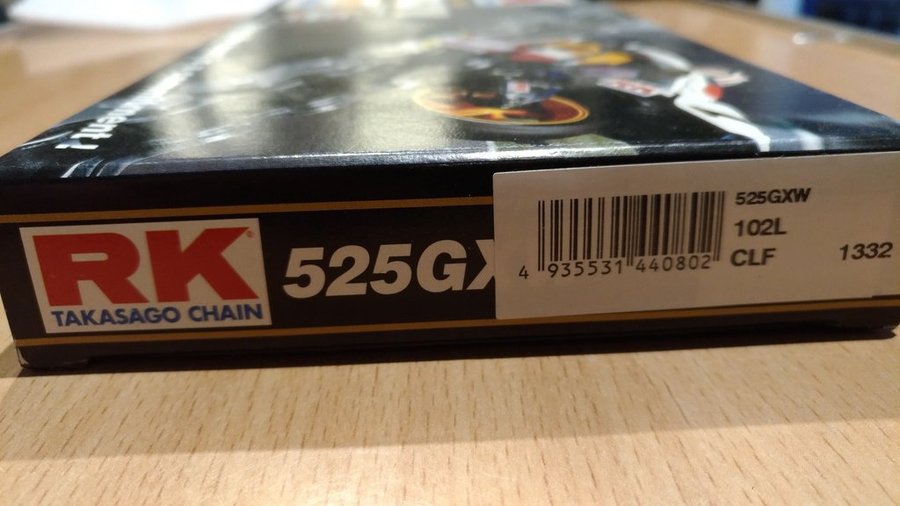 RK
TAKASAGO CHAIN
525GX
4 935531 440802
525GXW
102L
CLF 1332